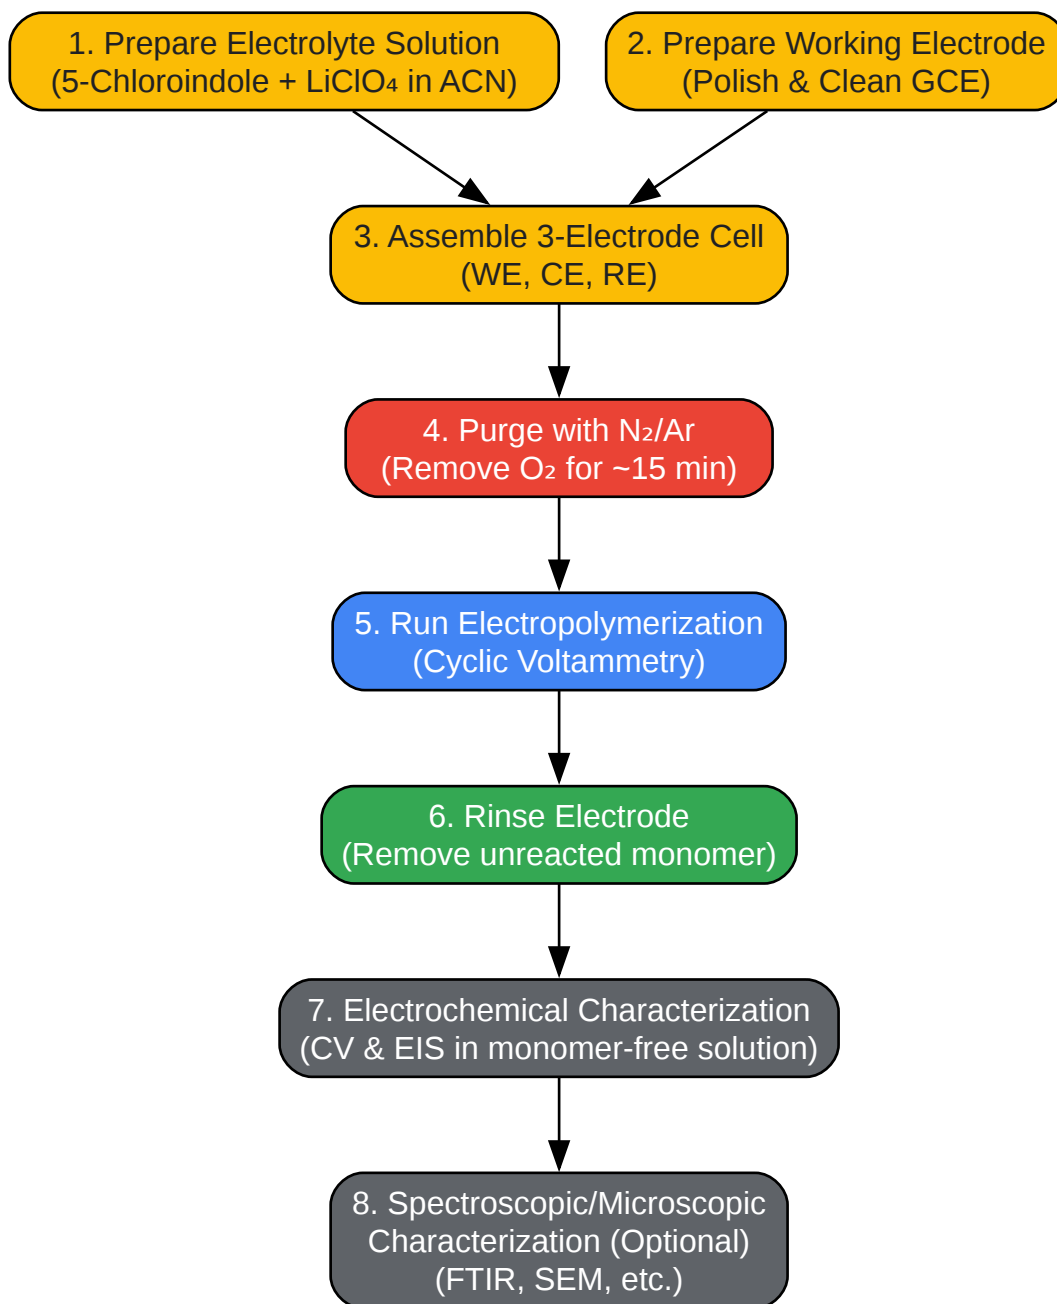 1. Prepare Electrolyte Solution
(5-Chloroindole + LiClO₄ in ACN)
2. Prepare Working Electrode
(Polish & Clean GCE)
3. Assemble 3-Electrode Cell
(WE, CE, RE)
4. Purge with N₂/Ar
(Remove O₂ for ~15 min)
5. Run Electropolymerization
(Cyclic Voltammetry)
6. Rinse Electrode
(Remove unreacted monomer)
7. Electrochemical Characterization
(CV & EIS in monomer-free solution)
8. Spectroscopic/Microscopic
Characterization (Optional)
(FTIR, SEM, etc.)